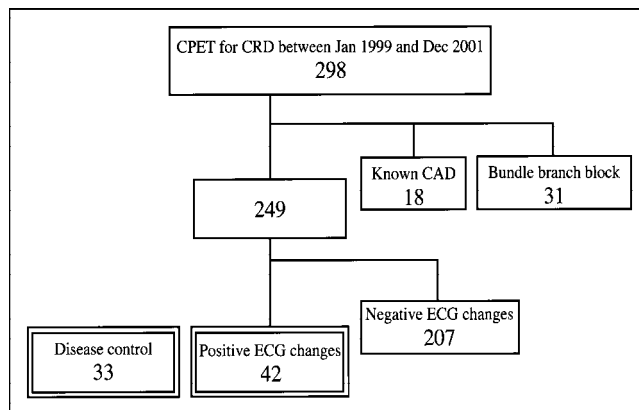 CPET for CRD between Jan 1999 and Dec 2001
298
Known CAD
18
Bundle branch block
31
249
Negative ECG changes
207
Disease control
33
Positive ECG changes
42